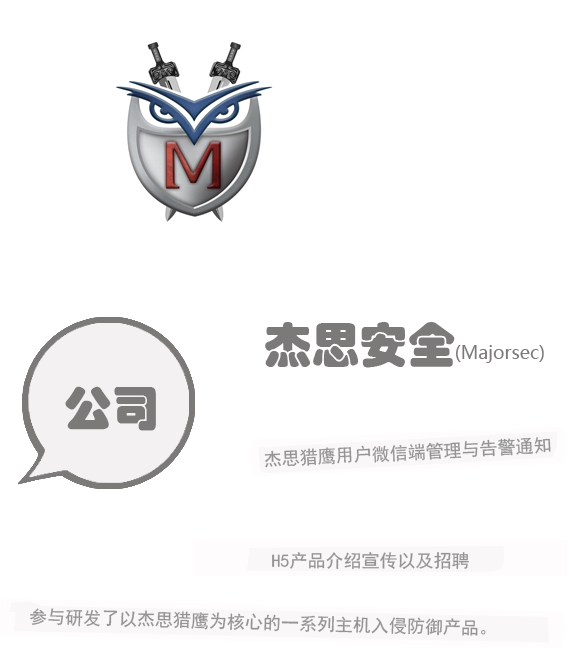 M
杰思安全(Majorsec)
公司
杰思猎鹰用户微信端管理与告警通知
H5产品介绍宣传以及招聘
参与研发了以杰思猎鹰为核心的一系列主机入侵防御产品。